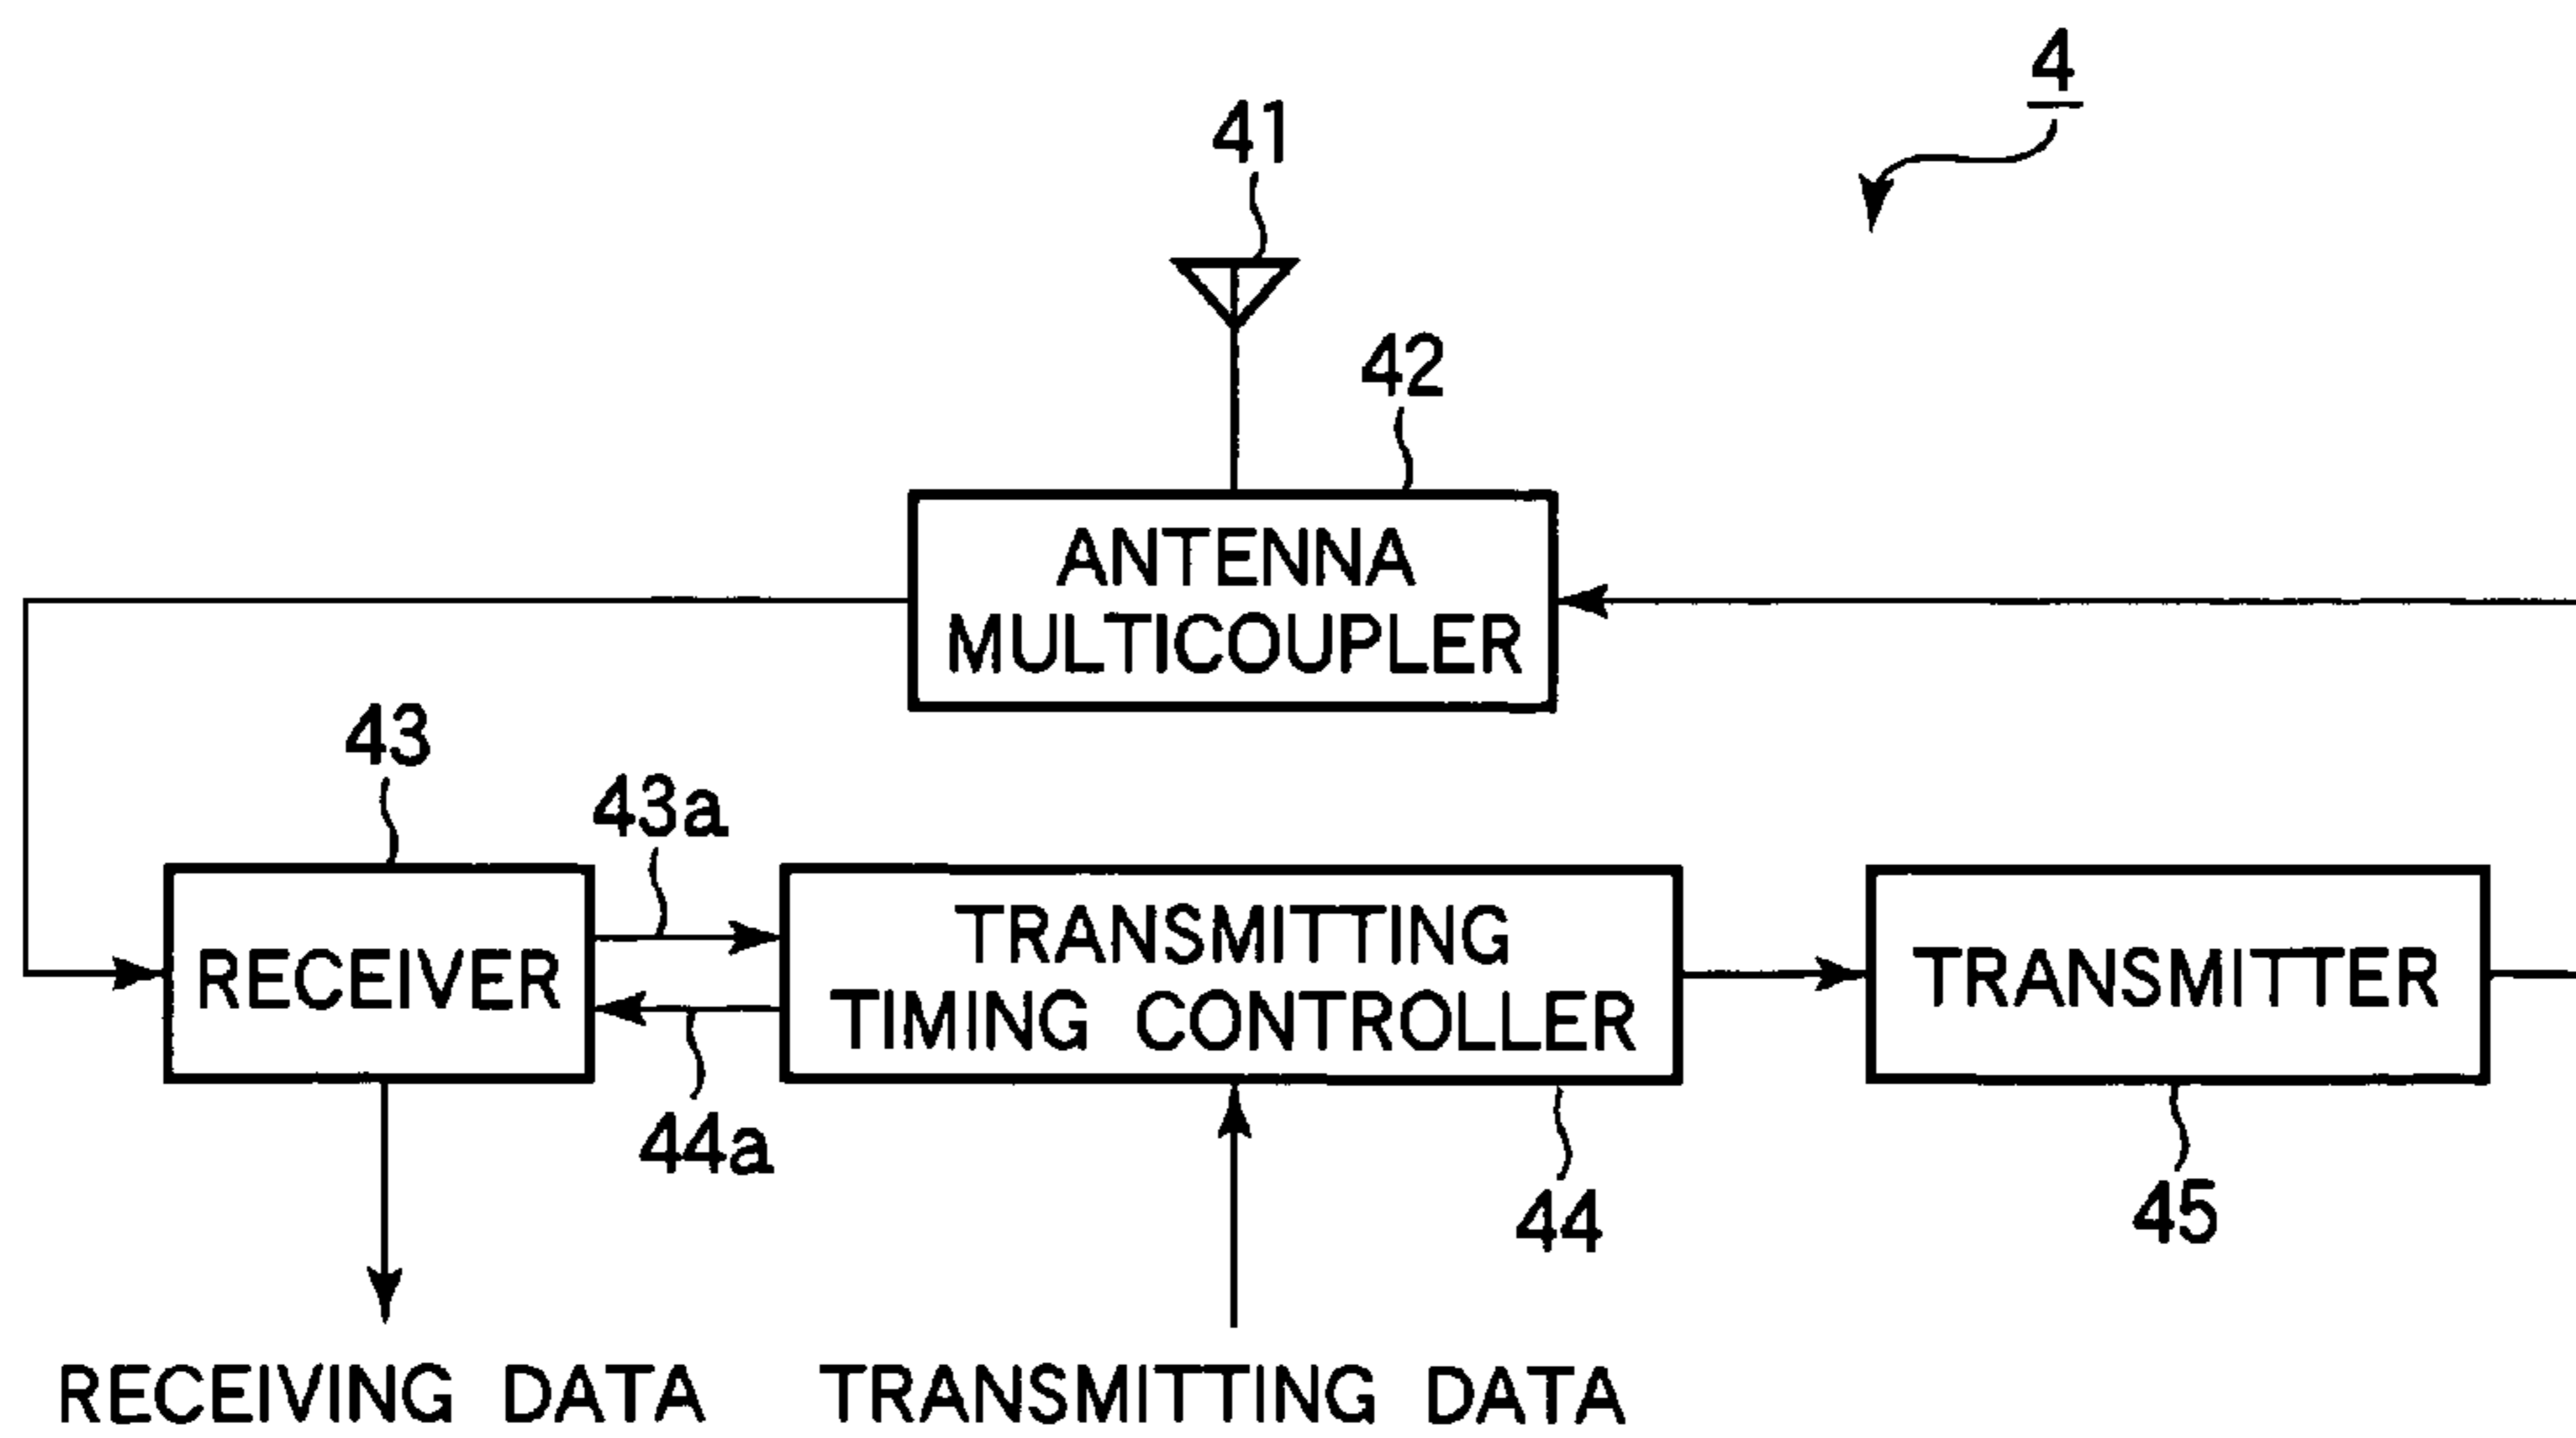 4
41
42
ANTENNA
MULTICOUPLER
43
43a
RECEIVER
TRANSMITTING
TIMING CONTROLLER
TRANSMITTER
44a
44
45
RECEIVING DATA
TRANSMITTING DATA